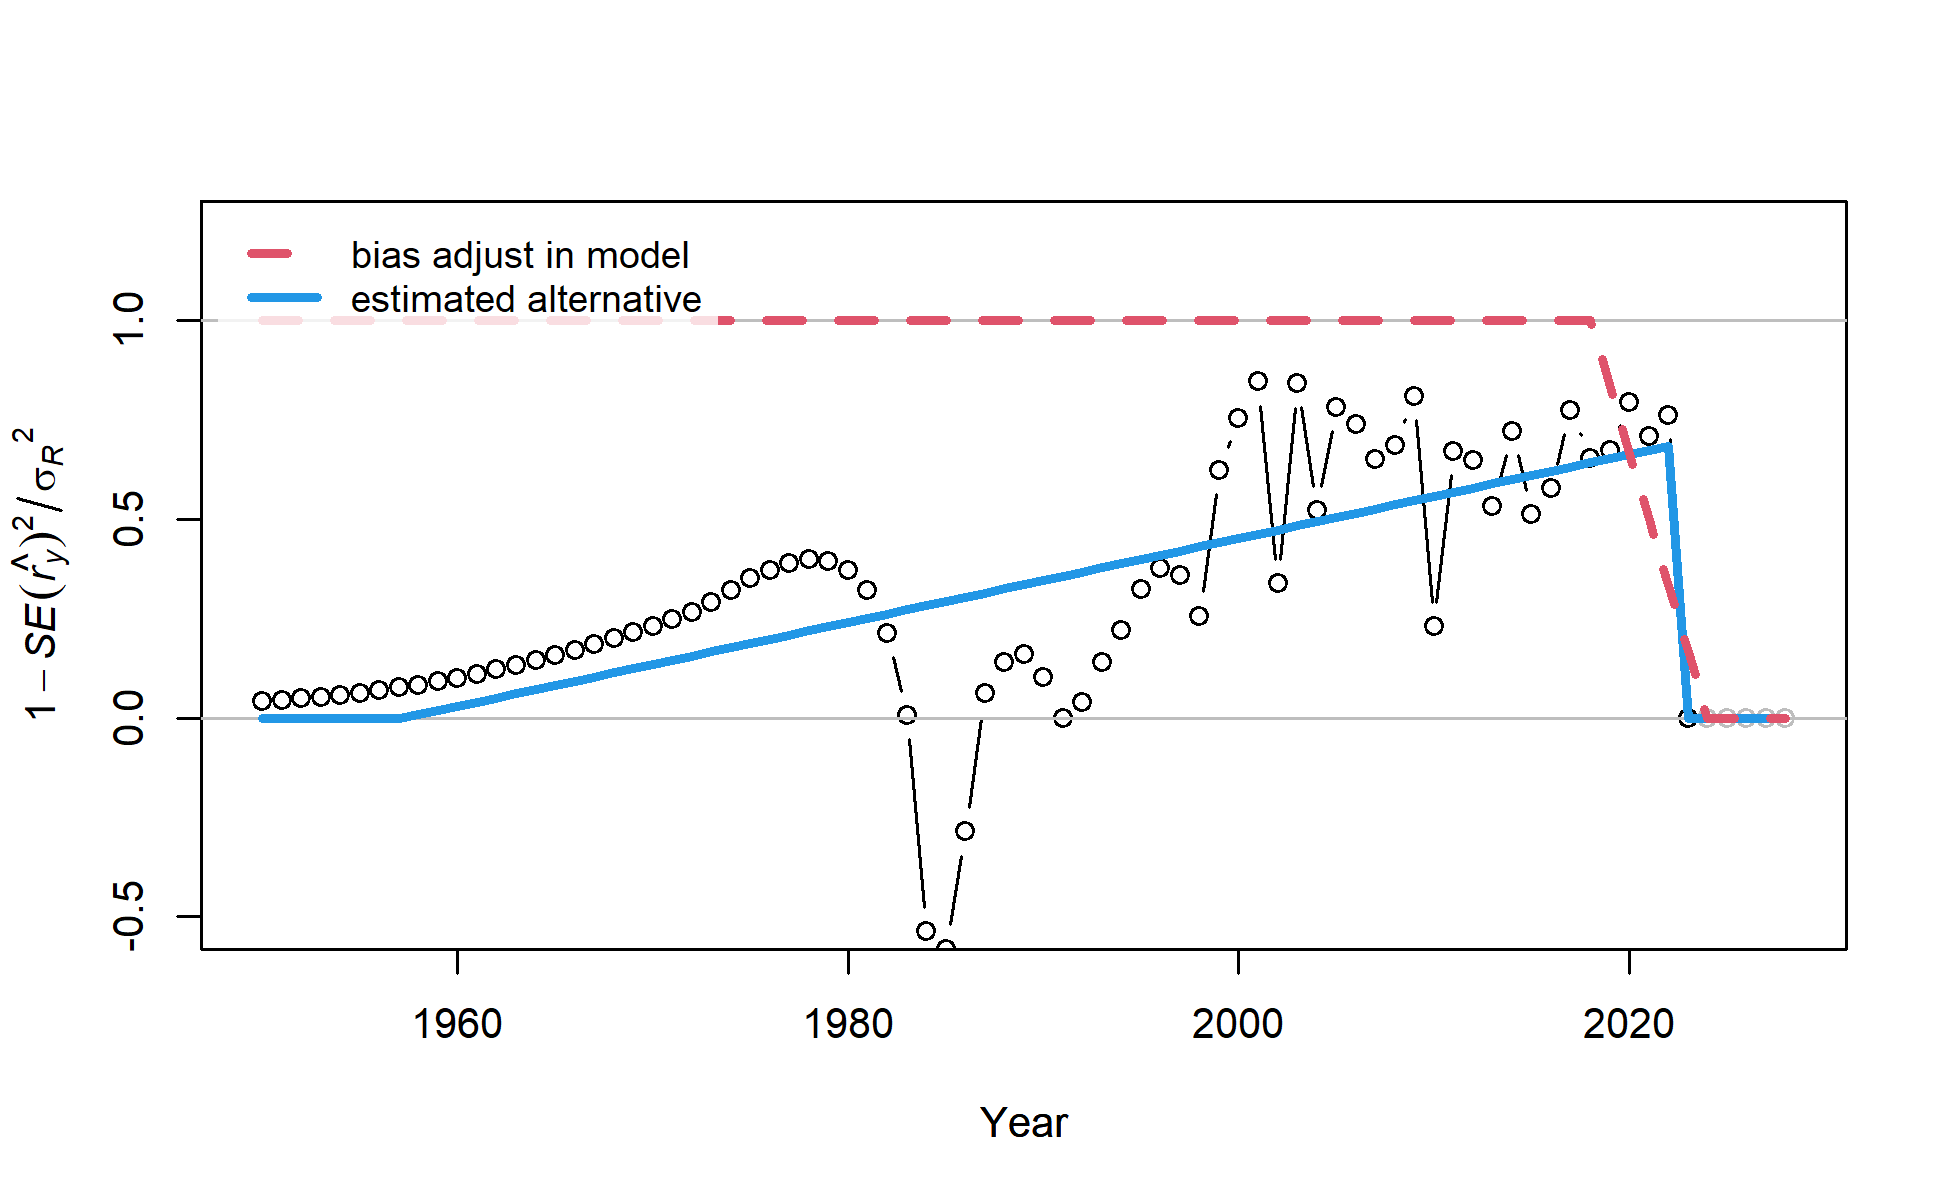 bias adjust in model
estimated alternative
1 − SE(r̂y)² / σR²
1.0
0.5
0.0
-0.5
1960 1980 2000 2020
Year